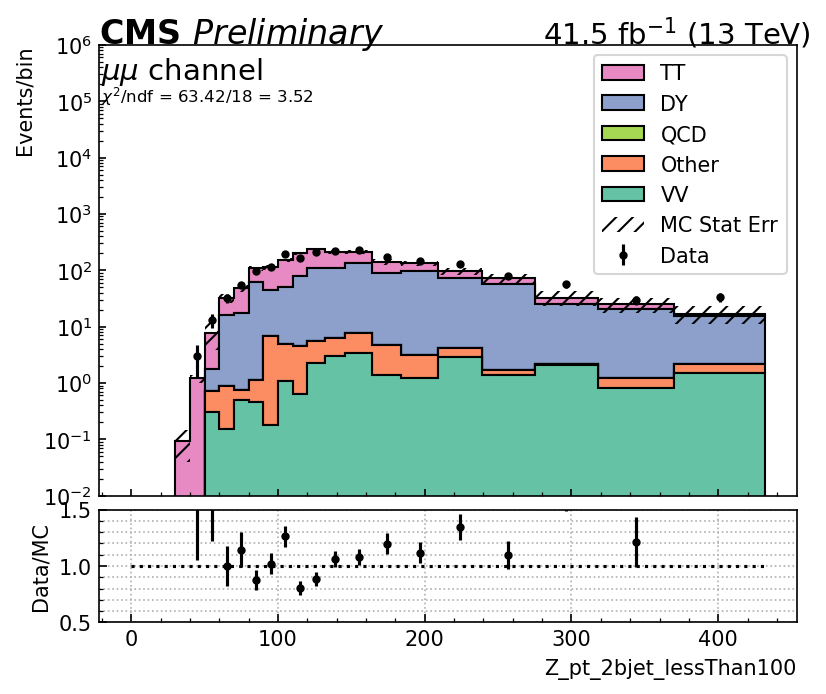 CMS Preliminary 41.5 fb⁻¹ (13 TeV)
μμ channel
χ²/ndf = 63.42/18 = 3.52
Events/bin
10⁶
10⁵
10⁴
10³
10²
10¹
10⁰
10⁻¹
10⁻²
TT
DY
QCD
Other
VV
MC Stat Err
Data
Data/MC
1.5
1.0
0.5
0 100 200 300 400
Z_pt_2bjet_lessThan100